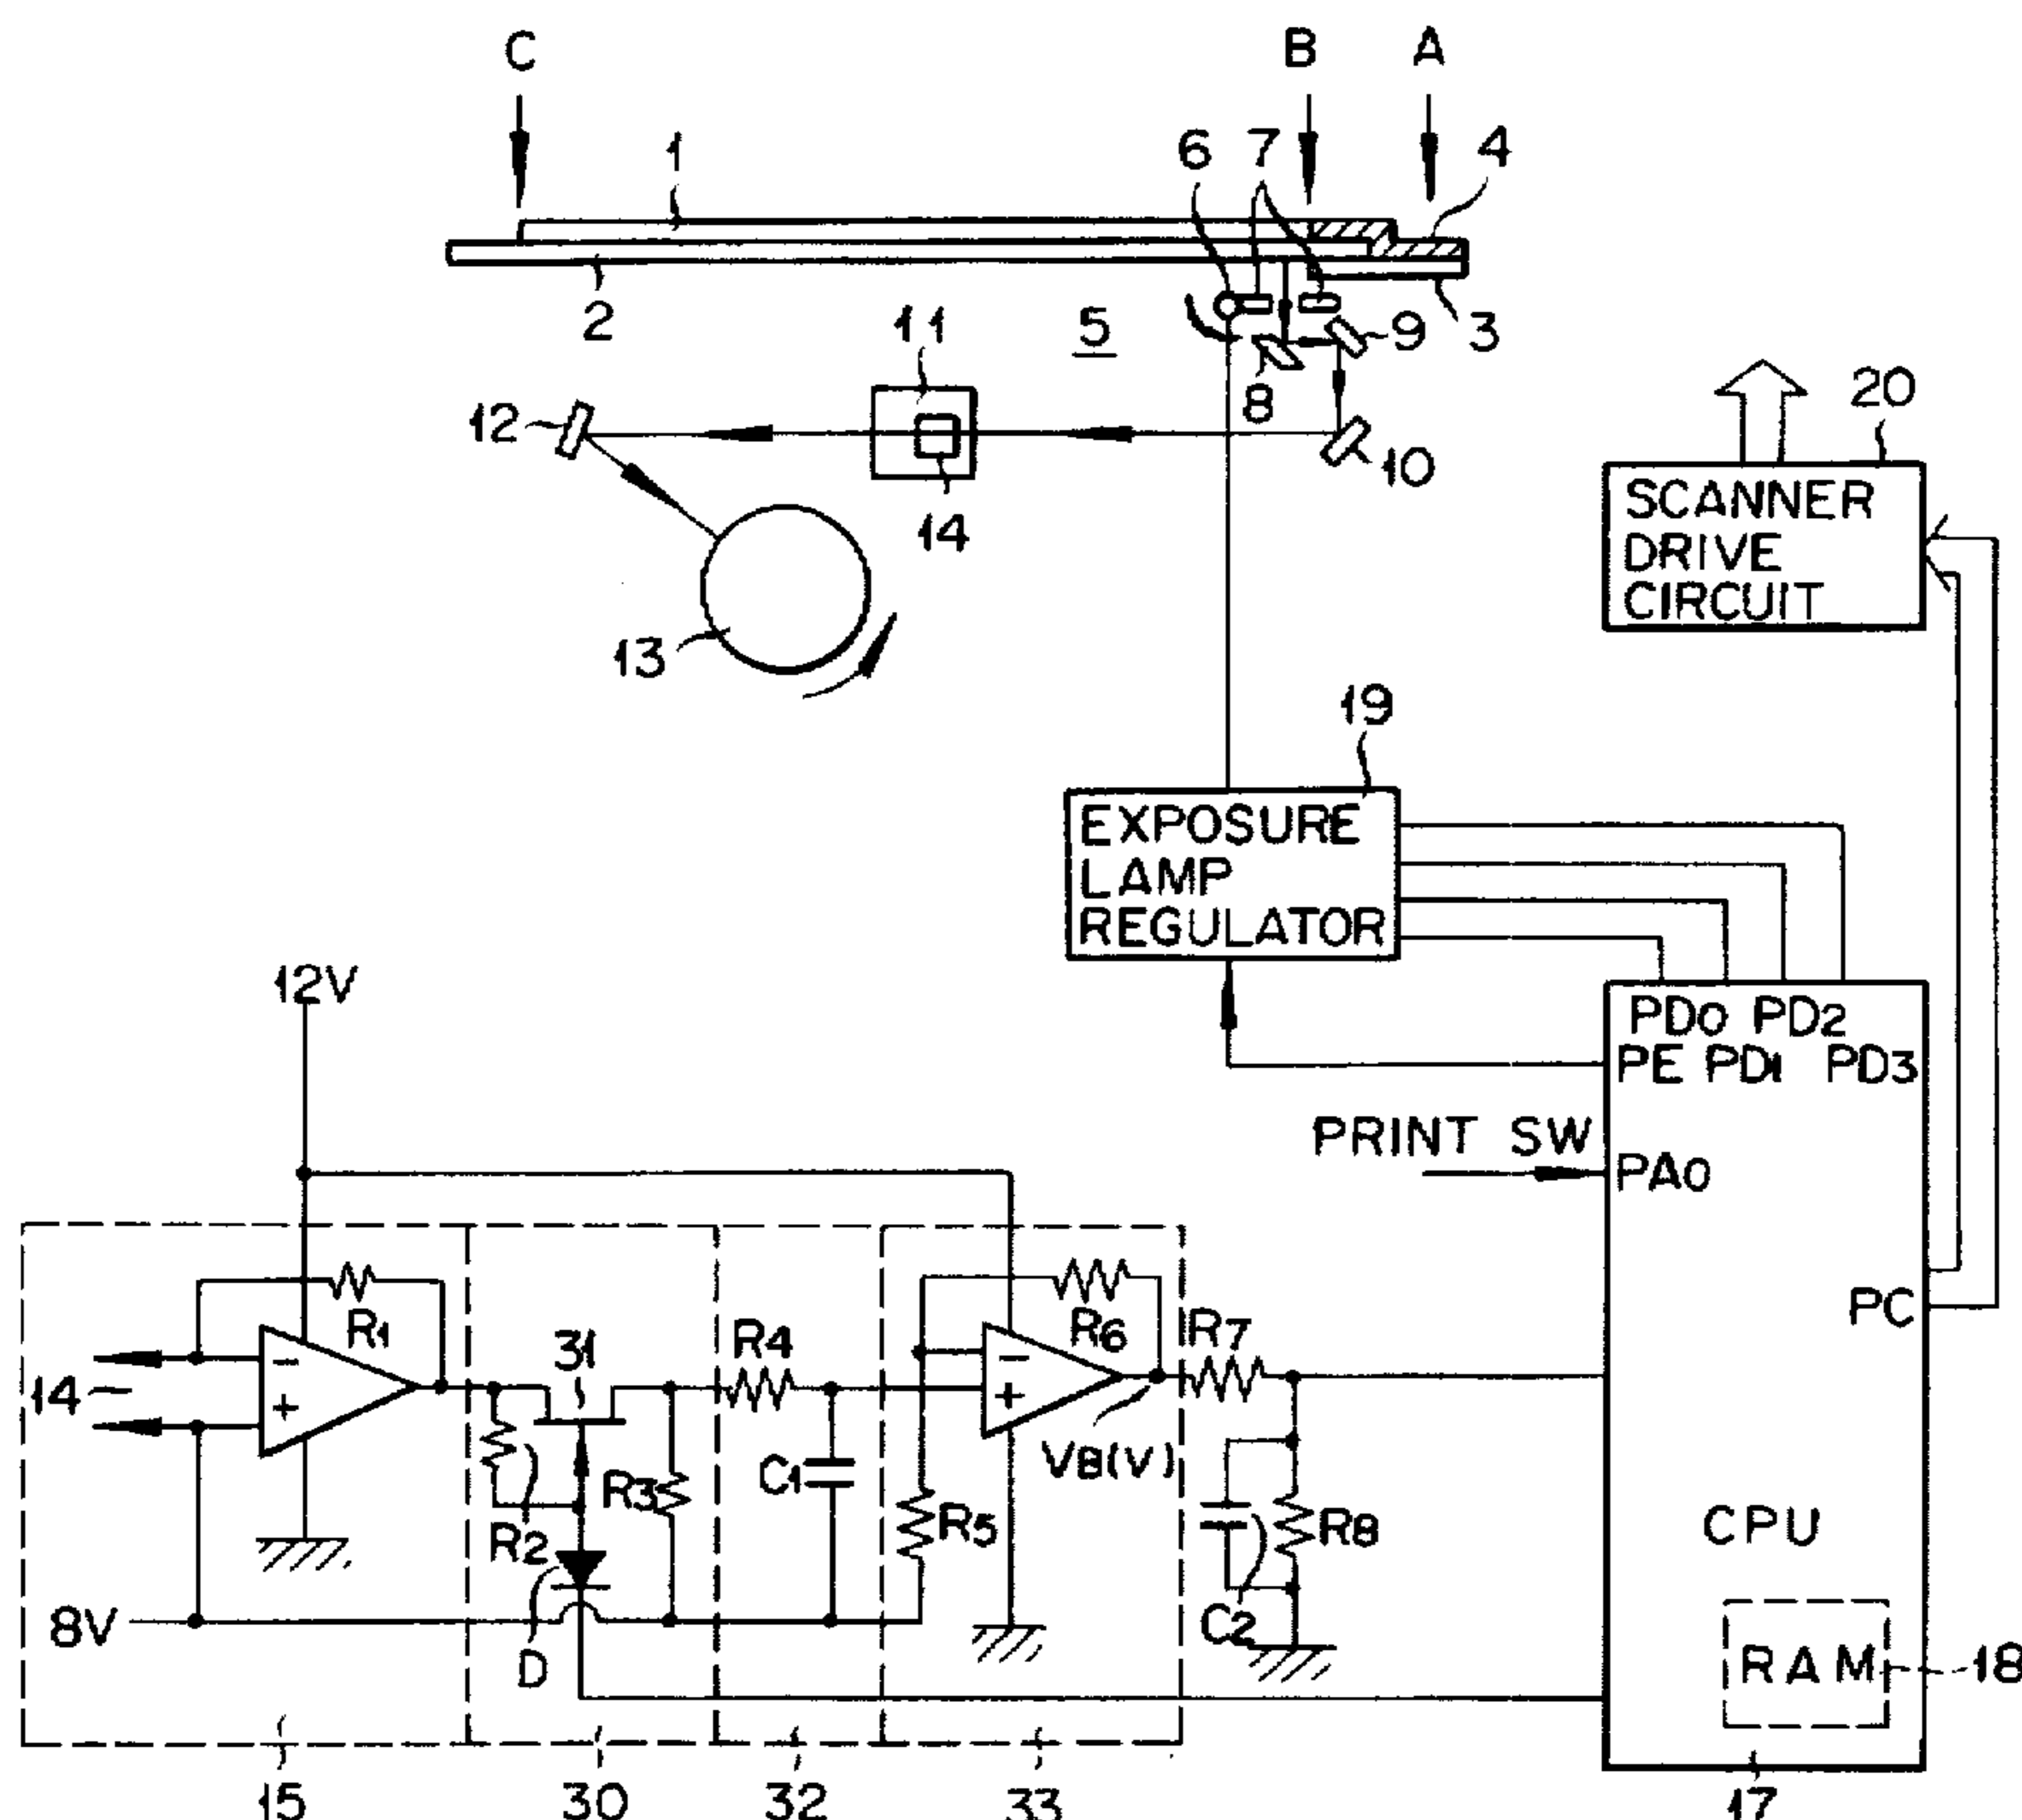 C B A
1 6 7 4
2 11 5 8 9 3
12 14 10 20
SCANNER
DRIVE
CIRCUIT
13
19
EXPOSURE
LAMP
REGULATOR
12V
PD0 PD2
PE PD1 PD3
PRINT SW
PA0
PC
R1 31 R4 R6 R7
14
- +
- +
C1 VB(V)
R2 R3 R5 R8
CPU
8V D C2
RAM 18
15 30 32 33 17